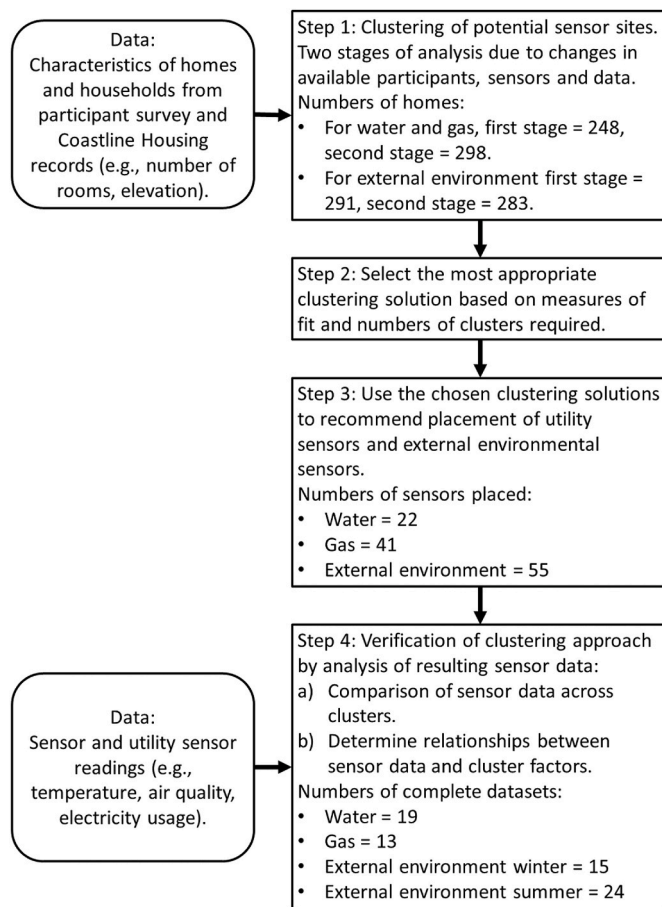 Data:
Characteristics of homes
and households from
participant survey and
Coastline Housing
records (e.g., number of
rooms, elevation).
Step 1: Clustering of potential sensor sites.
Two stages of analysis due to changes in
available participants, sensors and data.
Numbers of homes:
• For water and gas, first stage = 248,
second stage = 298.
• For external environment first stage =
291, second stage = 283.
Step 2: Select the most appropriate
clustering solution based on measures of
fit and numbers of clusters required.
Step 3: Use the chosen clustering solutions
to recommend placement of utility
sensors and external environmental
sensors.
Numbers of sensors placed:
• Water = 22
• Gas = 41
• External environment = 55
Data:
Sensor and utility sensor
readings (e.g.,
temperature, air quality,
electricity usage).
Step 4: Verification of clustering approach
by analysis of resulting sensor data:
a) Comparison of sensor data across
clusters.
b) Determine relationships between
sensor data and cluster factors.
Numbers of complete datasets:
• Water = 19
• Gas = 13
• External environment winter = 15
• External environment summer = 24